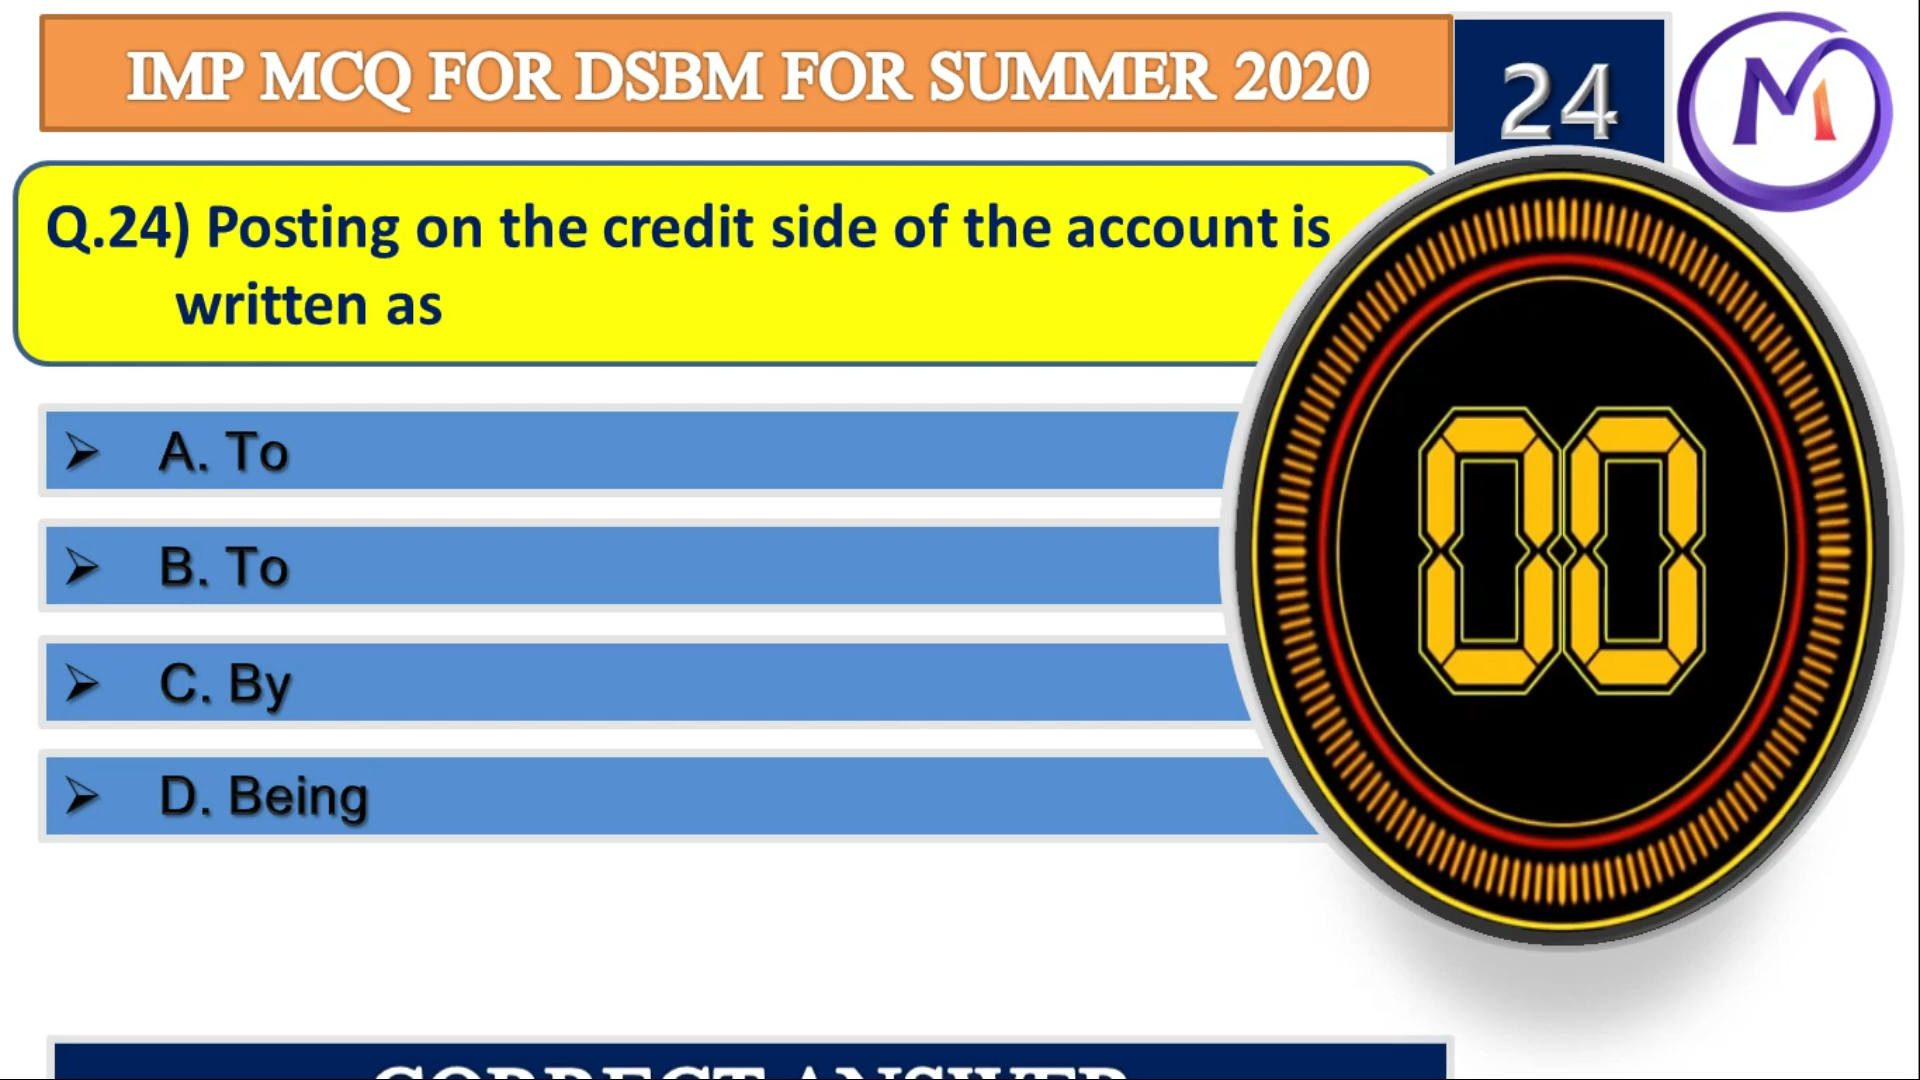 IMP MCQ FOR DSBM FOR SUMMER 2020
24
M
Q.24) Posting on the credit side of the account is
written as
A. To
B. To
C. By
D. Being
00
CORRECT ANSWER